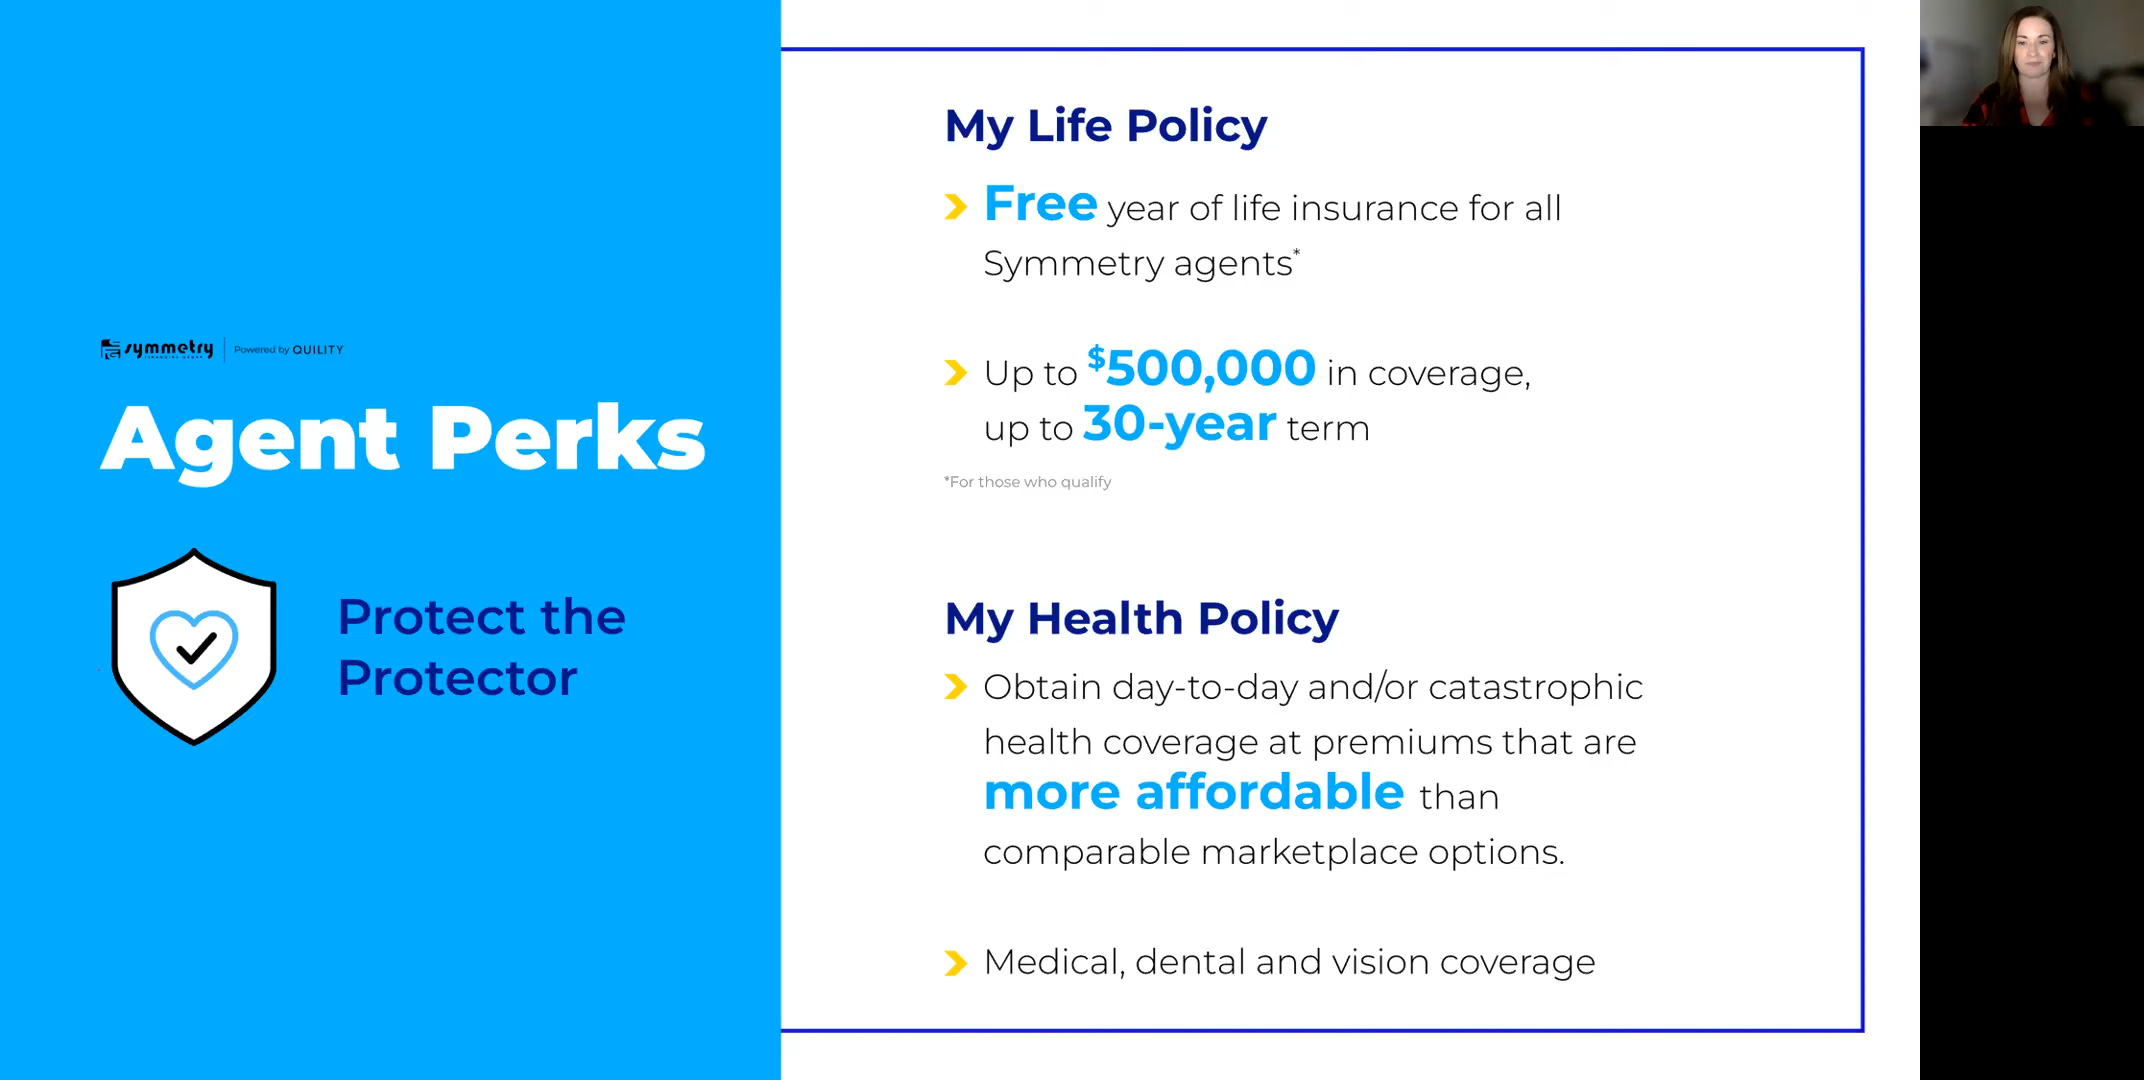 symmetry
FINANCIAL GROUP
Powered by QUILITY
Agent Perks
Protect the
Protector
My Life Policy
Free year of life insurance for all
Symmetry agents*
Up to $500,000 in coverage,
up to 30-year term
*For those who qualify
My Health Policy
Obtain day-to-day and/or catastrophic
health coverage at premiums that are
more affordable than
comparable marketplace options.
Medical, dental and vision coverage